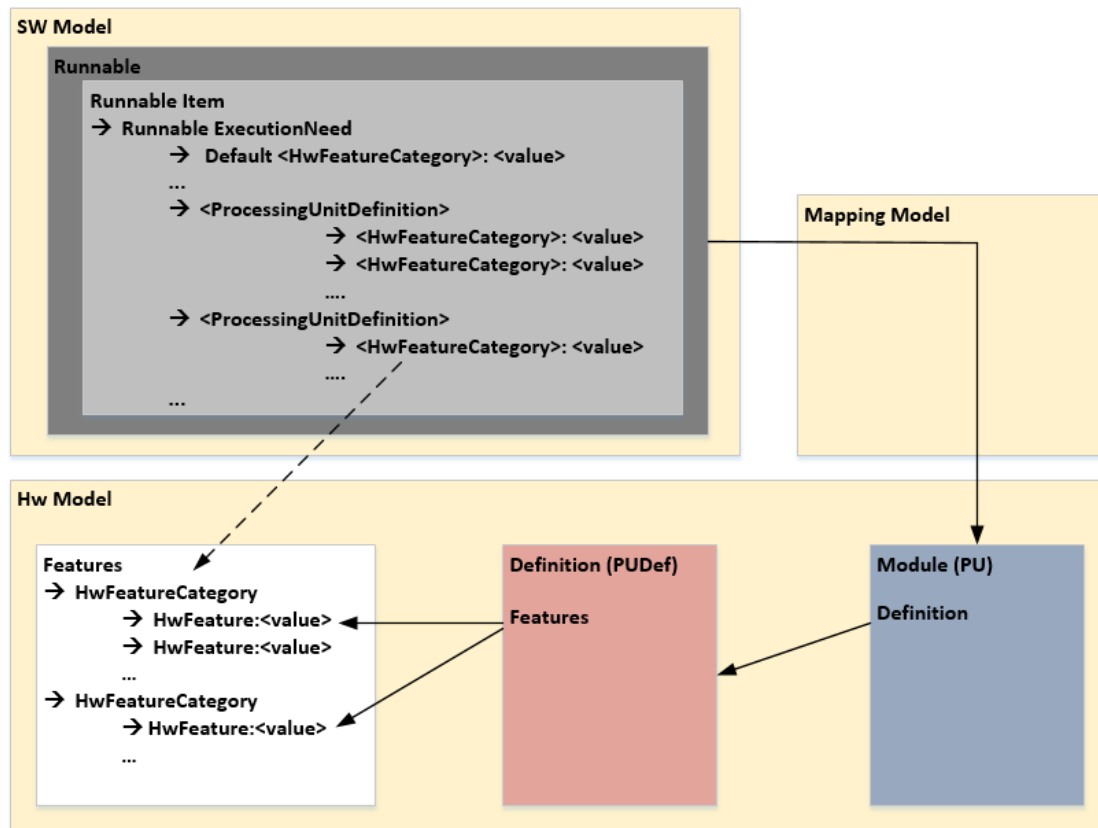 SW Model
Runnable
Runnable Item
→ Runnable ExecutionNeed
→ Default <HwFeatureCategory>: <value>
...
→ <ProcessingUnitDefinition>
→ <HwFeatureCategory>: <value>
→ <HwFeatureCategory>: <value>
....
→ <ProcessingUnitDefinition>
→ <HwFeatureCategory>: <value>
....
...
Mapping Model
Hw Model
Features
→ HwFeatureCategory
→ HwFeature:<value>
→ HwFeature:<value>
...
→ HwFeatureCategory
→ HwFeature:<value>
...
Definition (PUDef)
Features
Module (PU)
Definition